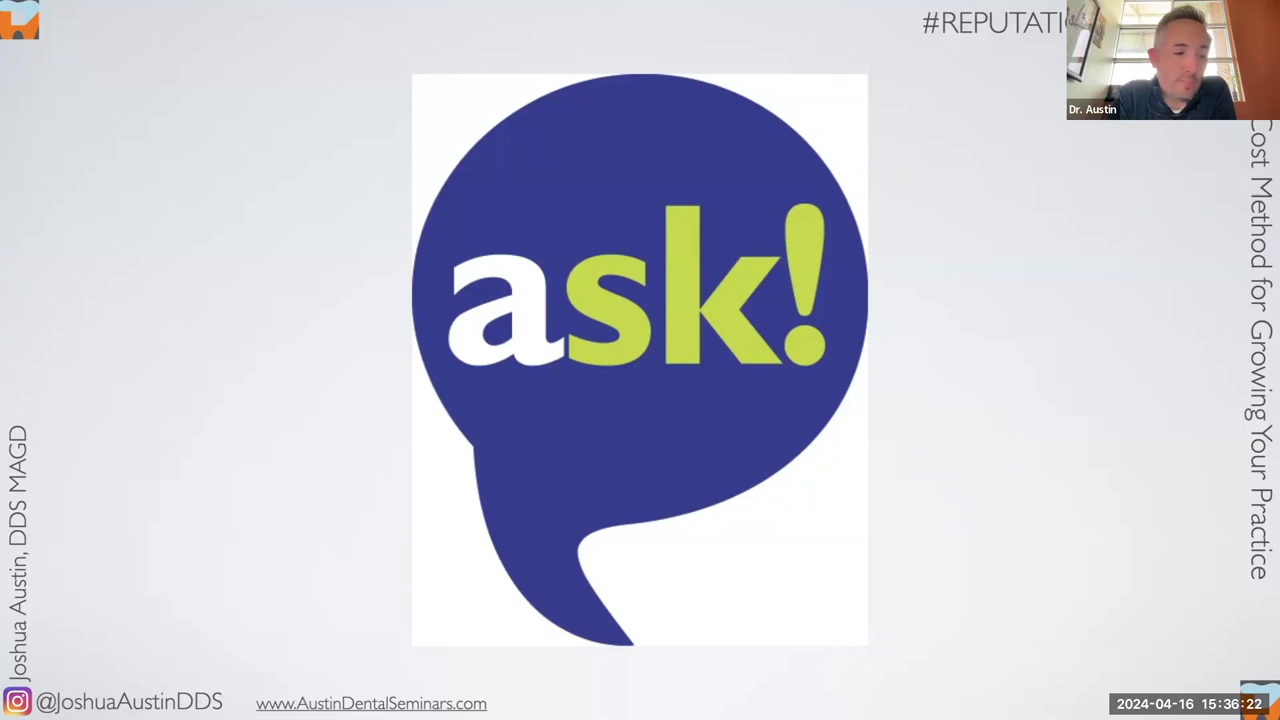 #REPUTATI
Dr. Austin
ask!
Cost Method for Growing Your Practice
Joshua Austin, DDS MAGD
@JoshuaAustinDDS
www.AustinDentalSeminars.com
2024-04-16 15:36:22